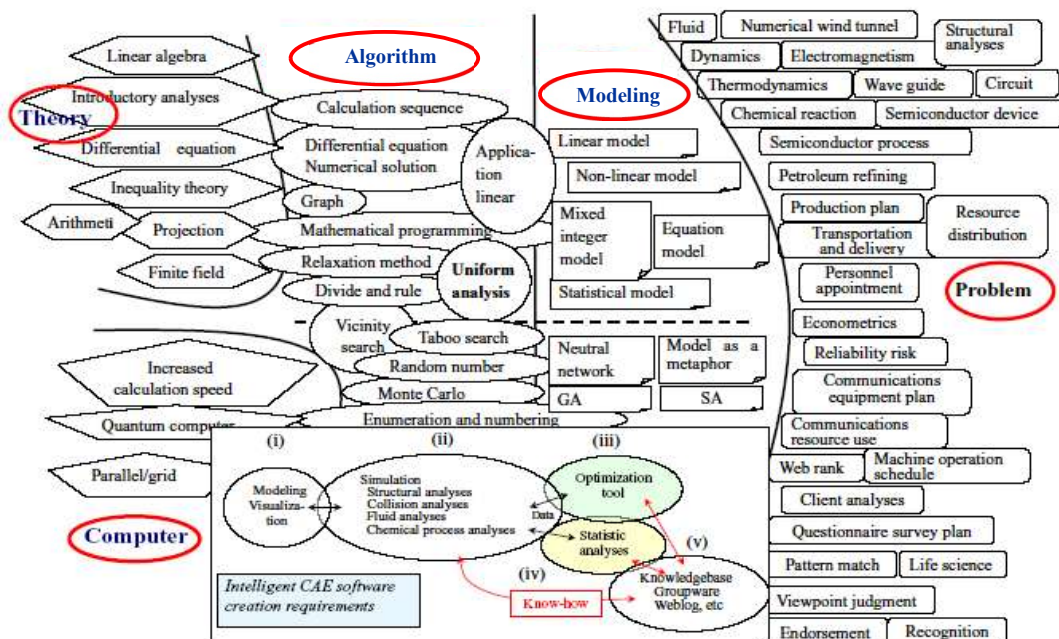 Linear algebra
Introductory analyses
Theory
Differential equation
Inequality theory
Arithmeti
Projection
Finite field
Increased
calculation speed
Quantum computer
Parallel/grid
Computer
Algorithm
Calculation sequence
Differential equation
Numerical solution
Applica-
tion
linear
Graph
Mathematical programming
Relaxation method
Uniform
analysis
Divide and rule
Vicinity
search
Taboo search
Random number
Monte Carlo
Enumeration and numbering
Modeling
Linear model
Non-linear model
Mixed
integer
model
Equation
model
Statistical model
Neutral
network
Model as a
metaphor
GA
SA
Fluid
Numerical wind tunnel
Structural
analyses
Dynamics
Electromagnetism
Thermodynamics
Wave guide
Circuit
Chemical reaction
Semiconductor device
Semiconductor process
Petroleum refining
Production plan
Resource
distribution
Transportation
and delivery
Personnel
appointment
Problem
Econometrics
Reliability risk
Communications
equipment plan
Communications
resource use
Web rank
Machine operation
schedule
Client analyses
Questionnaire survey plan
Pattern match
Life science
Viewpoint judgment
Endorsement
Recognition
(i)
(ii)
(iii)
Modeling
Visualiza-
tion
Simulation
Structural analyses
Collision analyses
Fluid analyses
Chemical process analyses
Data
Optimization
tool
Statistic
analyses
(v)
(iv)
Know-how
Knowledgebase
Groupware
Weblog, etc
Intelligent CAE software
creation requirements